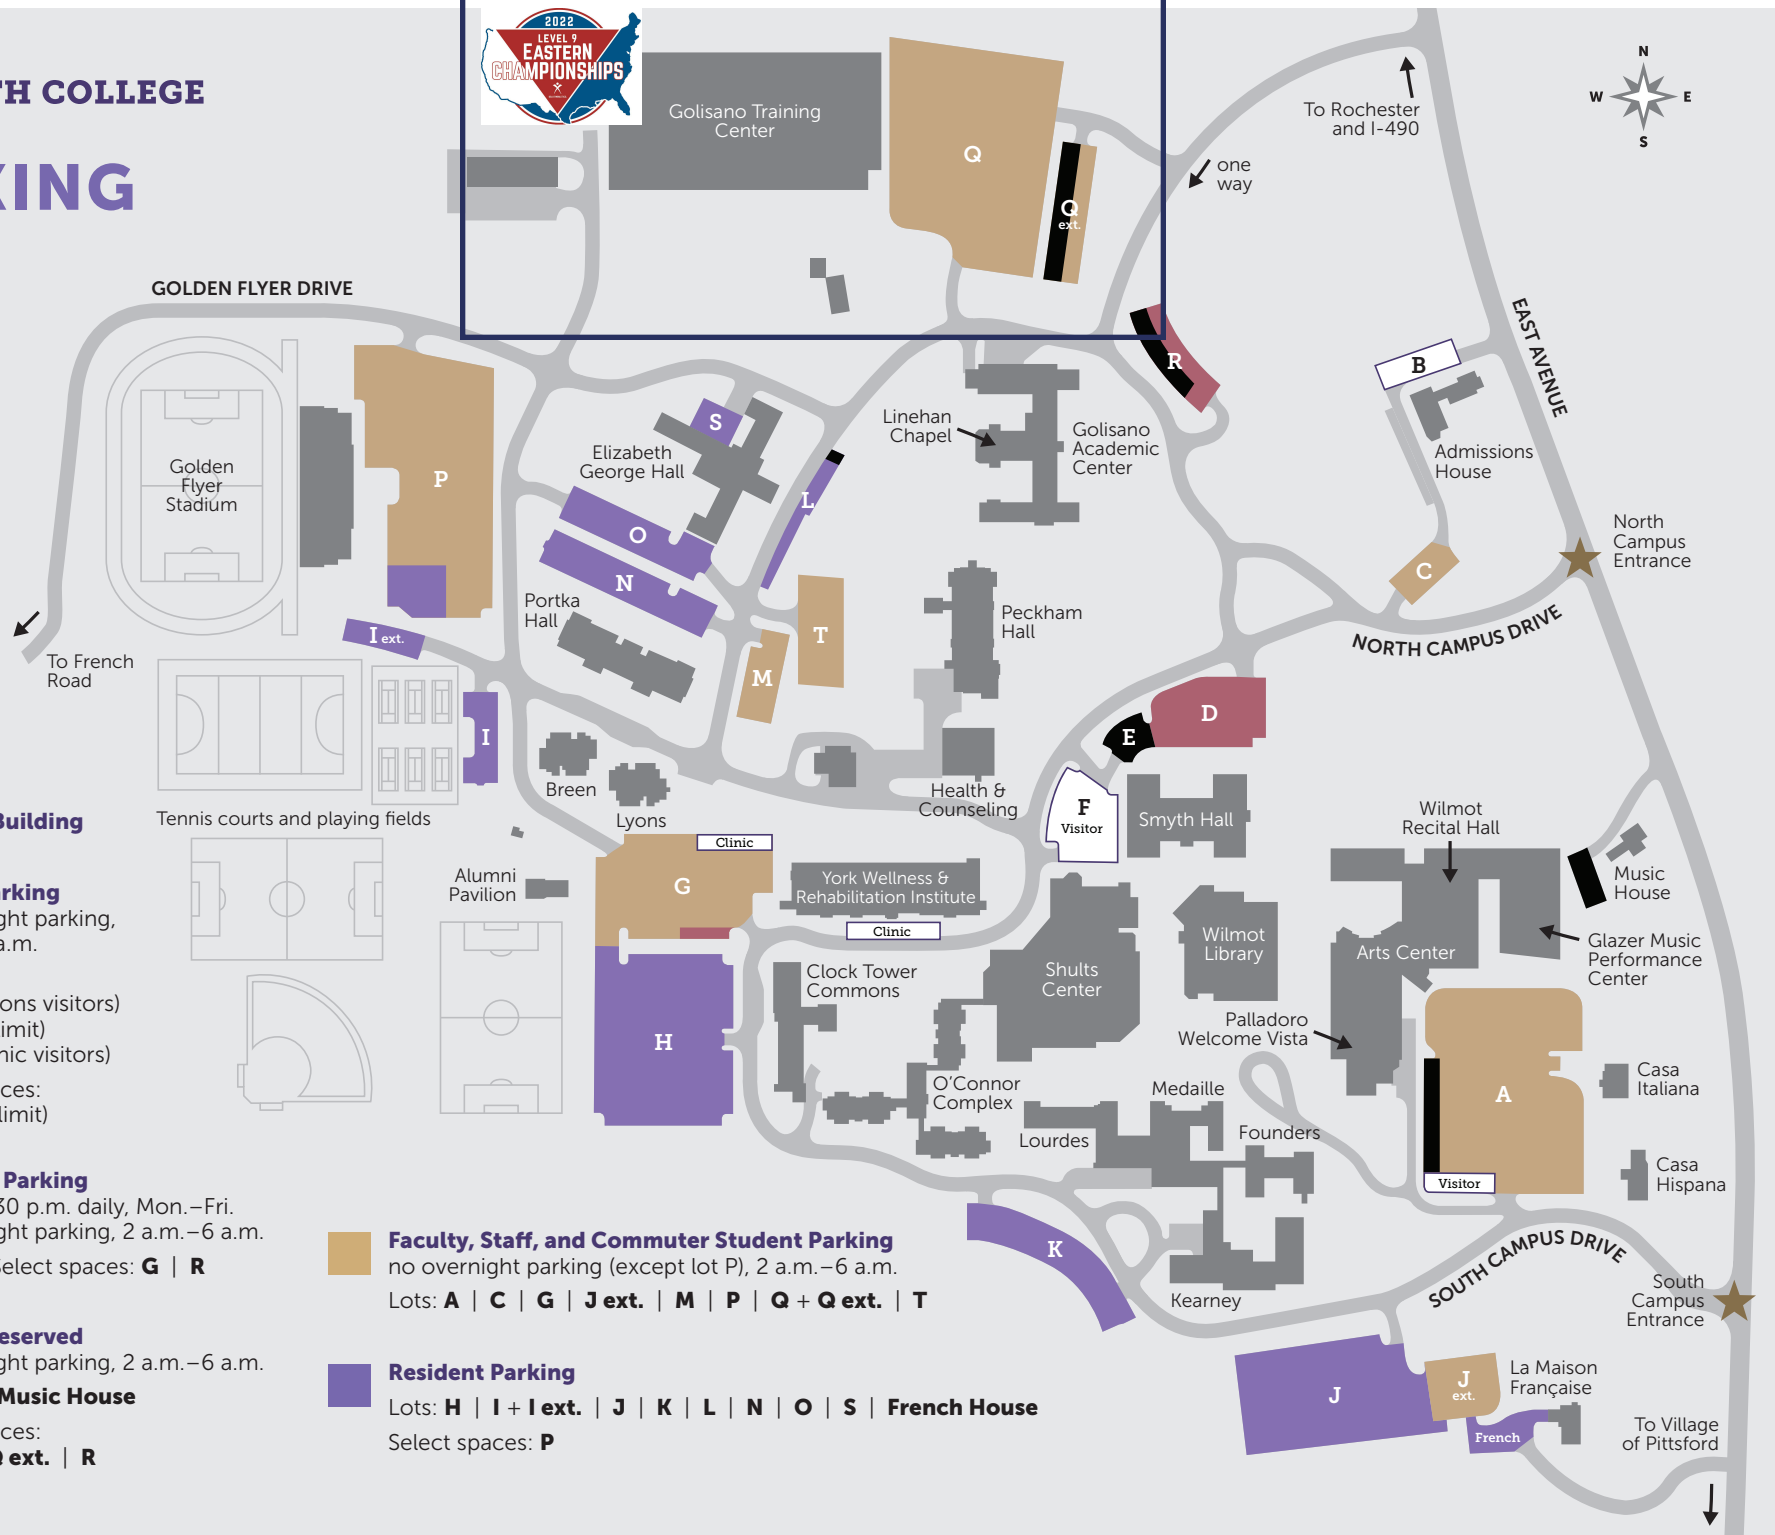 2022
LEVEL 9
EASTERN
CHAMPIONSHIPS
TH COLLEGE
KING
Golisano Training
Center
Q
Q
ext.
To Rochester
and I-490
one
way
N
W
E
S
GOLDEN FLYER DRIVE
EAST AVENUE
R
B
Admissions
House
Linehan
Chapel
Golisano
Academic
Center
S
Elizabeth
George Hall
L
O
N
P
Golden
Flyer
Stadium
Portka
Hall
I ext.
To French
Road
T
M
Peckham
Hall
C
North
Campus
Entrance
NORTH CAMPUS DRIVE
D
E
F
Visitor
Smyth Hall
I
Breen
Lyons
Health &
Counseling
Tennis courts and playing fields
Wilmot
Recital Hall
Music
House
Clinic
G
Alumni
Pavilion
York Wellness &
Rehabilitation Institute
Clinic
Wilmot
Library
Arts Center
Glazer Music
Performance
Center
Shults
Center
Clock Tower
Commons
H
Palladoro
Welcome Vista
O'Connor
Complex
Medaille
Lourdes
Founders
A
Visitor
Casa
Italiana
Casa
Hispana
K
Kearney
SOUTH CAMPUS DRIVE
South
Campus
Entrance
J
J
ext.
La Maison
Française
French
To Village
of Pittsford
Building
arking
ght parking,
a.m.
ons visitors)
limit)
nic visitors)
ces:
limit)
Parking
30 p.m. daily, Mon.–Fri.
ght parking, 2 a.m.–6 a.m.
Select spaces: G | R
eserved
ght parking, 2 a.m.–6 a.m.
Music House
ces:
Q ext. | R
Faculty, Staff, and Commuter Student Parking
no overnight parking (except lot P), 2 a.m.–6 a.m.
Lots: A | C | G | J ext. | M | P | Q + Q ext. | T
Resident Parking
Lots: H | I + I ext. | J | K | L | N | O | S | French House
Select spaces: P